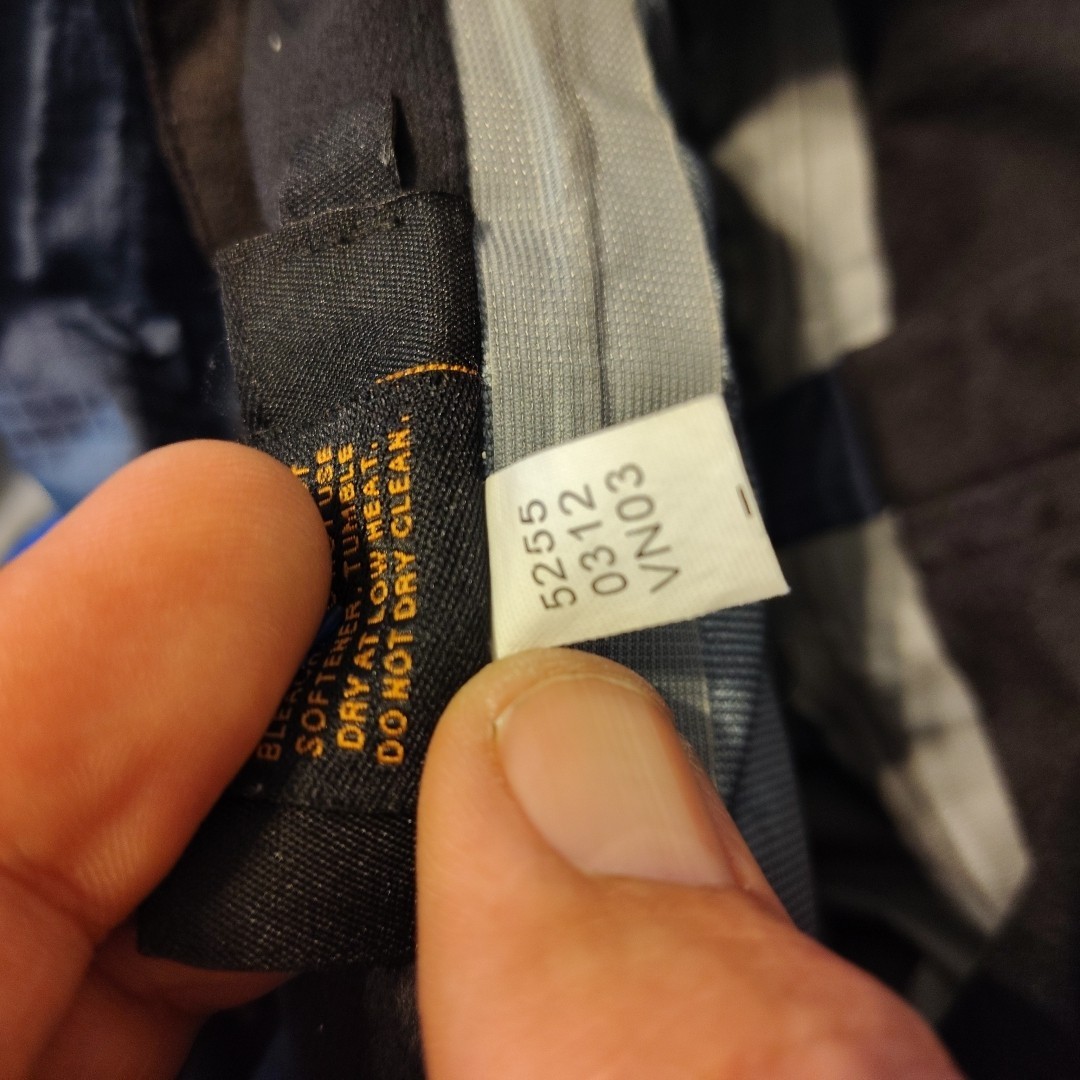 USE
SOFTENER. TUMBLE
DRY AT LOW HEAT.
DO NOT DRY CLEAN.
5255
0312
VN03